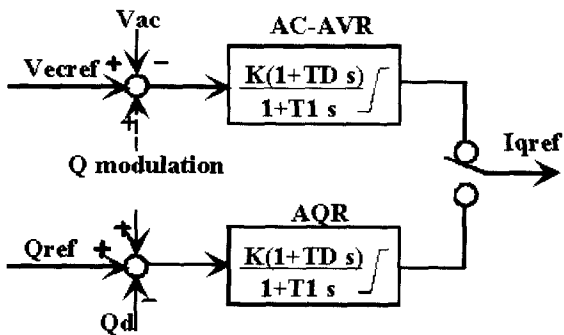 Vac
AC-AVR
Vecref + −
K(1+TD s)
1+T1 s
+
Q modulation
Iqref
AQR
+
Qref +
K(1+TD s)
1+T1 s
−
Qd